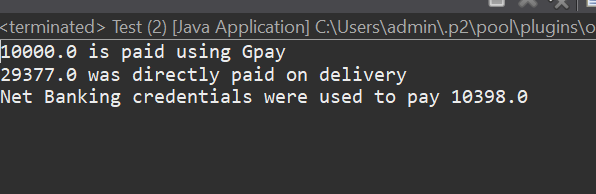 <terminated> Test (2) [Java Application] C:\Users\admin\.p2\pool\plugins\o
10000.0 is paid using Gpay
29377.0 was directly paid on delivery
Net Banking credentials were used to pay 10398.0